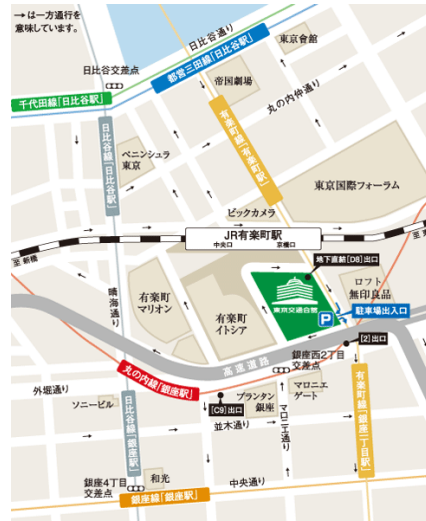 →は一方通行を
意味しています。
日比谷通り
東京會館
日比谷交差点
都営三田線「日比谷駅」
帝国劇場
千代田線「日比谷駅」
丸の内仲通り
有楽町線「有楽町駅」
日比谷線「日比谷駅」
ペニンシュラ
東京
東京国際フォーラム
ビックカメラ
JR有楽町駅
中央口
京橋口
至 新橋
至
地下直結[D8]出口
晴海通り
有楽町
マリオン
有楽町
イトシア
東京交通会館
ロフト
無印良品
P
駐車場出入口
[2]出口
高速道路
銀座西2丁目
交差点
丸の内線「銀座駅」
外堀通り
ソニービル
[C9]出口
プランタン
銀座
マロニエ
ゲート
並木通り
マロニエ通り
有楽町線「銀座一丁目駅」
日比谷線「銀座駅」
和光
銀座4丁目
交差点
中央通り
銀座線「銀座駅」